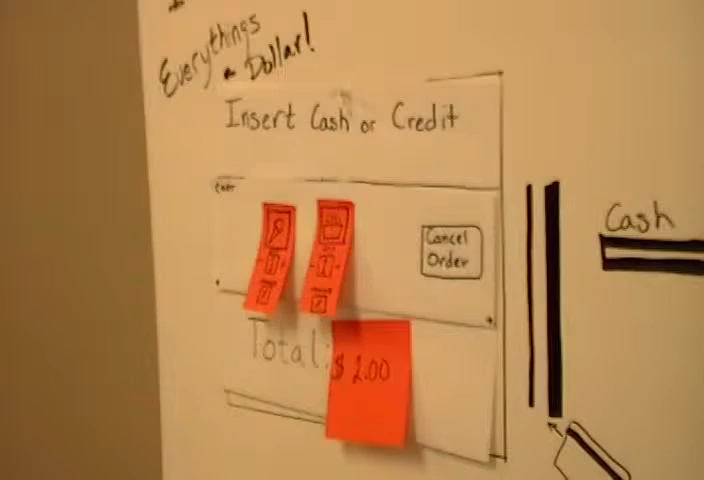 Everythings
a Dollar!
Insert Cash or Credit
Cancel
Order
Total:
$ 2.00
Cash